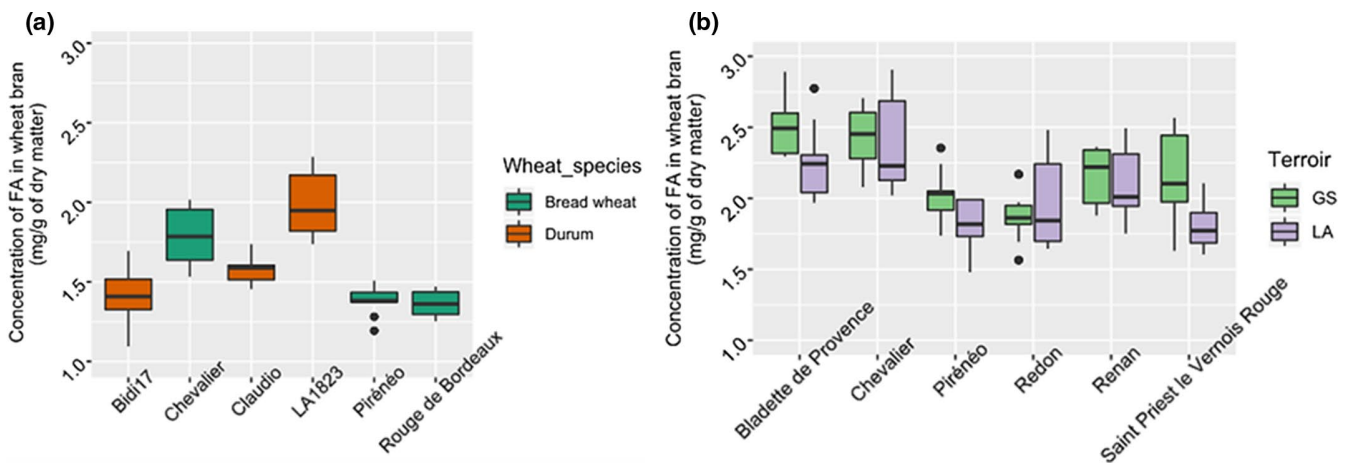 (a)
Concentration of FA in wheat bran
(mg/g of dry matter)
3.0
2.5
2.0
1.5
1.0
Bidi17
Chevalier
Claudio
LA1823
Pirénéo
Rouge de Bordeaux
Wheat_species
Bread wheat
Durum
(b)
Concentration of FA in wheat bran
(mg/g of dry matter)
3.0
2.5
2.0
1.5
1.0
Bladette de Provence
Chevalier
Pirénéo
Redon
Renan
Saint Priest le Vernois Rouge
Terroir
GS
LA